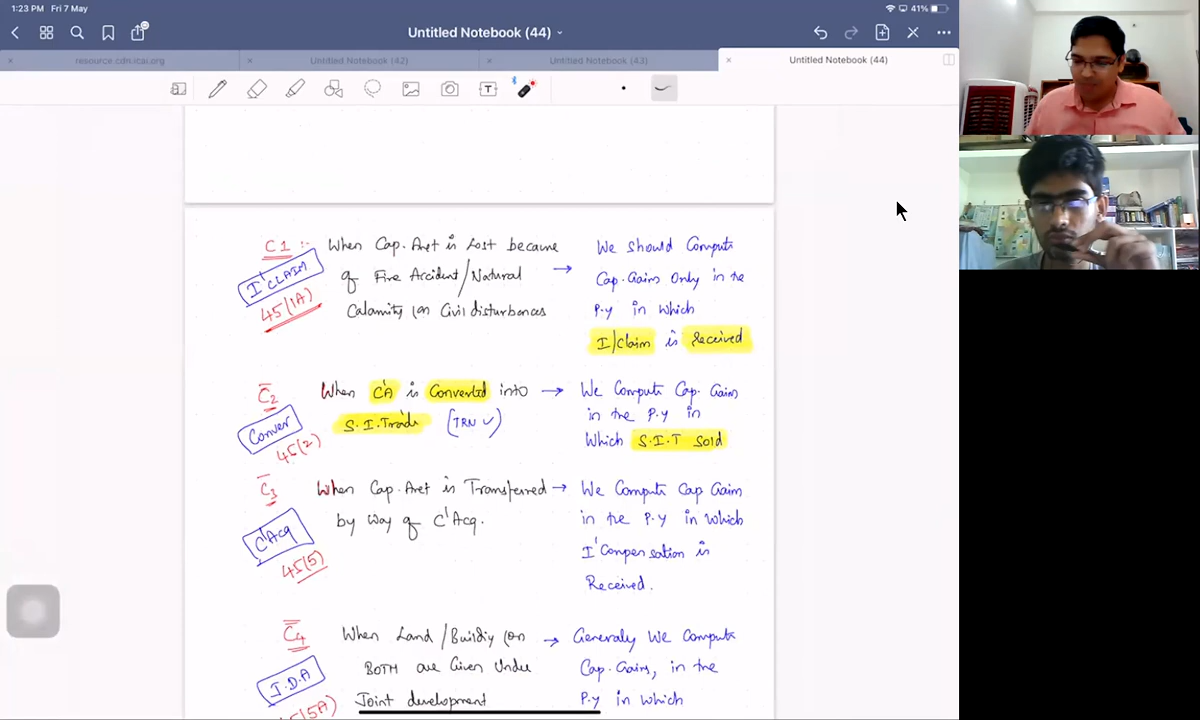 1:23 PM Fri 7 May
41%
Untitled Notebook (44)
resource.cdn.icai.org
Untitled Notebook (42)
Untitled Notebook (43)
Untitled Notebook (44)
C1 :- When Cap. Asset is Lost because
of Fire Accident/Natural
Calamity (or) Civil disturbances
I'CLAIM
45(1A)
→ We should Compute
Cap. Gains Only in the
P.y in which
I/claim is Received
C2 When C'A is Converted into
S.I.Trade (TRN ✓)
Conver
45(2)
→ We Compute Cap. Gains
in the P.y in
Which S.I.T Sold
C3 When Cap. Asset is Transferred
by Way of C'Acq.
C'Acq
45(5)
→ We Compute Cap Gain
in the P.y in which
I'Compensation is
Received.
C4 When Land/Buildiy (or)
BOTH are Given Under
Joint development
J.D.A
45(5A)
→ Generaly We Compute
Cap. Gains, in the
P.y in which